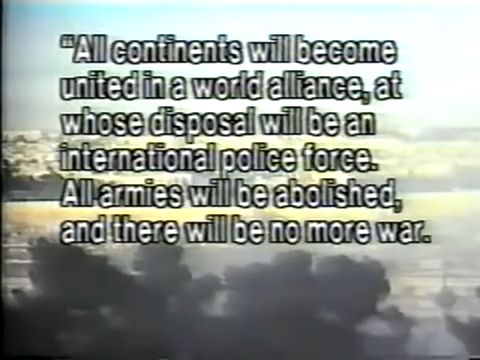 "All continents will become
united in a world alliance, at
whose disposal will be an
international police force.
All armies will be abolished,
and there will be no more war.